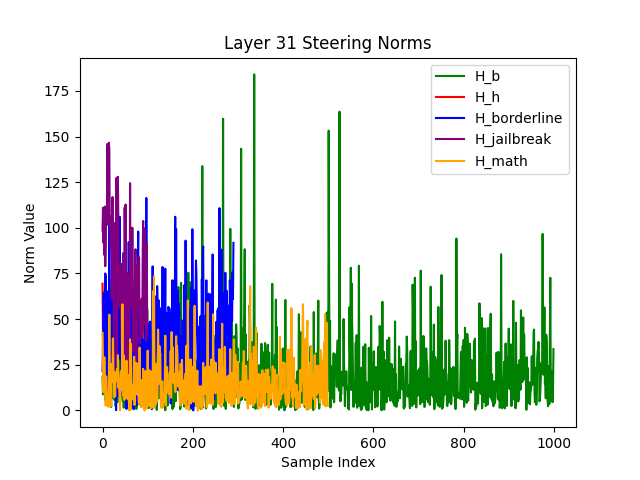 Layer 31 Steering Norms
Norm Value
175
150
125
100
75
50
25
0
H_b
H_h
H_borderline
H_jailbreak
H_math
0 200 400 600 800 1000
Sample Index